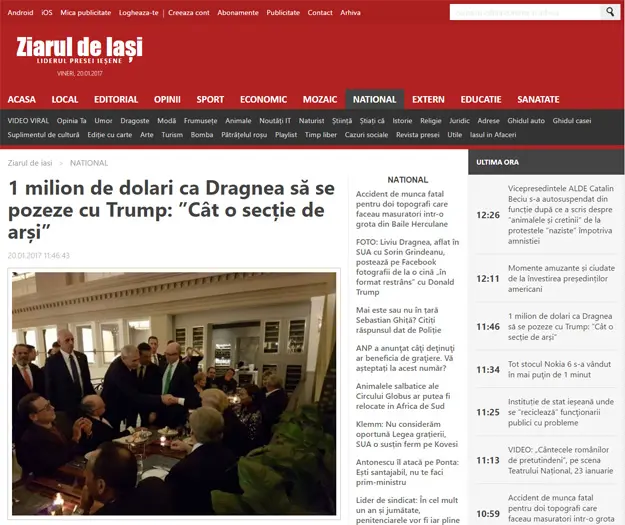 Android iOS Mica publicitate Logheaza-te | Creeaza cont Abonamente Publicitate Contact Arhiva
Ziarul de Iași
LIDERUL PRESEI IEȘENE
VINERI, 20.01.2017
ACASA LOCAL EDITORIAL OPINII SPORT ECONOMIC MOZAIC NATIONAL EXTERN EDUCATIE SANATATE
VIDEO VIRAL Opinia Ta Umor Dragoste Modă Frumusețe Animale Noutăți IT Naturist Știință Știați că Istorie Religie Juridic Adrese Ghidul auto Ghidul casei
Suplimentul de cultură Ediție cu carte Arte Turism Bomba Pătrățelul roșu Playlist Timp liber Cazuri sociale Revista presei Utile Iasul in Afaceri
Ziarul de iasi > NATIONAL
1 milion de dolari ca Dragnea să se
pozeze cu Trump: ”Cât o secție de
arși”
20.01.2017 11:46:43
NATIONAL
Accident de munca fatal
pentru doi topografi care
faceau masuratori intr-o
grota din Baile Herculane
FOTO: Liviu Dragnea, aflat în
SUA cu Sorin Grindeanu,
postează pe Facebook
fotografii de la o cină „în
format restrâns” cu Donald
Trump
Mai este sau nu în țară
Sebastian Ghiță? Citiți
răspunsul dat de Poliție
ANP a anunţat câţi deţinuţi
ar beneficia de graţiere. Vă
aşteptaţi la acest număr?
Animalele salbatice ale
Circului Globus ar putea fi
relocate in Africa de Sud
Klemm: Nu considerăm
oportună Legea grațierii,
SUA o susțin ferm pe Kovesi
Antonescu îl atacă pe Ponta:
Ești santajabil, nu te faci
prim-ministru
Lider de sindicat: În cel mult
un an și jumătate,
penitenciarele vor fi iar pline
ULTIMA ORA
12:26 Vicepresedintele ALDE Catalin
Beciu s-a autosuspendat din
funcție după ce a scris despre
”animalele și cretinii” de la
protestele ”naziste” împotriva
amnistiei
12:11 Momente amuzante și ciudate
de la învestirea președinților
americani
11:46 1 milion de dolari ca Dragnea
să se pozeze cu Trump: ”Cât o
secție de arși”
11:34 Tot stocul Nokia 6 s-a vândut
în mai puţin de 1 minut
11:25 Instituție de stat ieșeană unde
se ”reciclează” funcționarii
publici cu probleme
11:13 VIDEO: „Cântecele românilor
de pretutindeni”, pe scena
Teatrului Național, 23 ianuarie
10:59 Accident de munca fatal
pentru doi topografi care
faceau masuratori intr-o grota